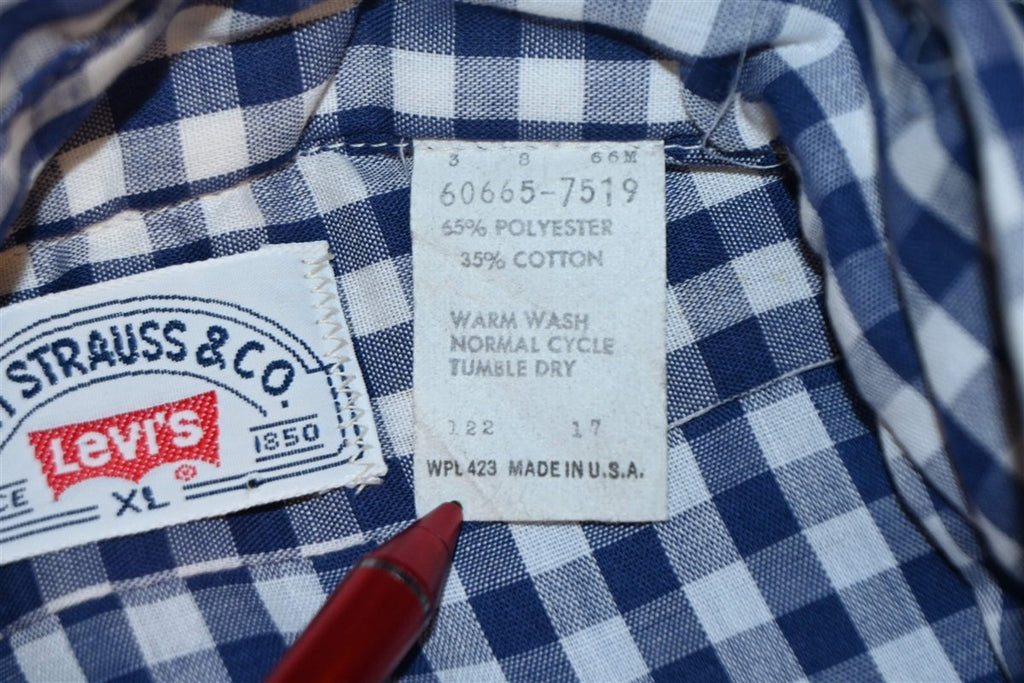 STRAUSS & CO.
Levi's
®
1850
CE
XL
3 8 66M
60665-7519
65% POLYESTER
35% COTTON
WARM WASH
NORMAL CYCLE
TUMBLE DRY
122 17
WPL 423 MADE IN U.S.A.